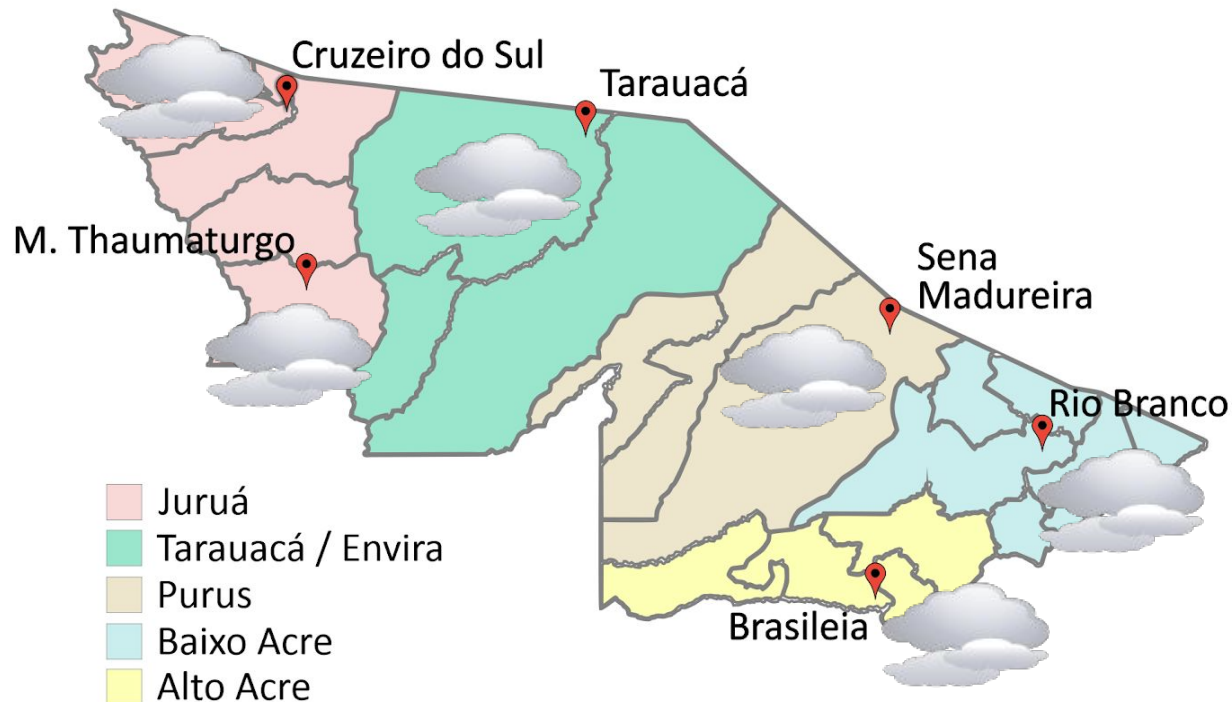 Cruzeiro do Sul
Tarauacá
M. Thaumaturgo
Sena
Madureira
Rio Branco
Brasileia
Juruá
Tarauacá / Envira
Purus
Baixo Acre
Alto Acre